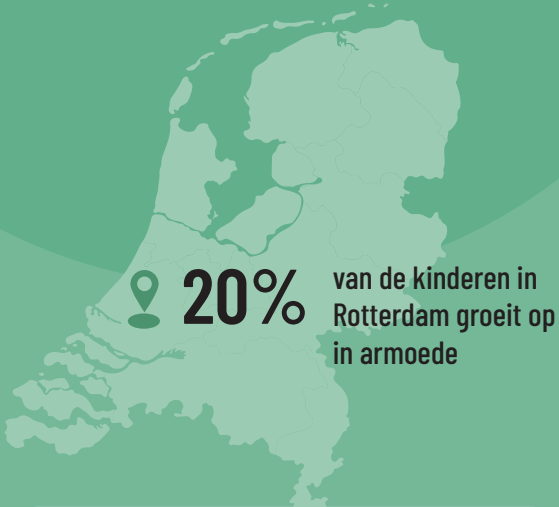 20%
van de kinderen in
Rotterdam groeit op
in armoede